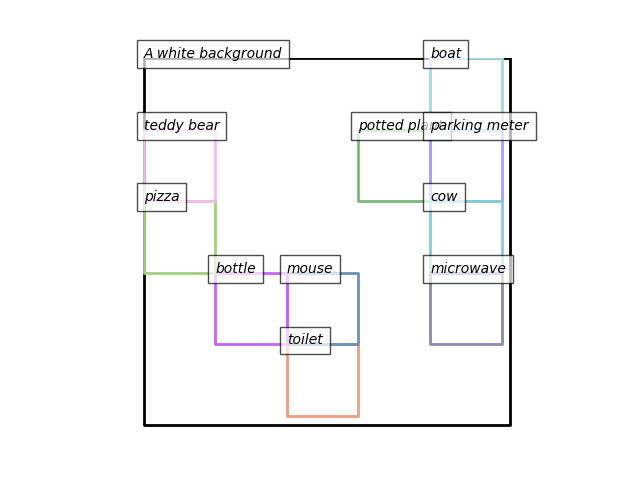 A white background
boat
teddy bear
potted plant
parking meter
pizza
cow
bottle
mouse
microwave
toilet